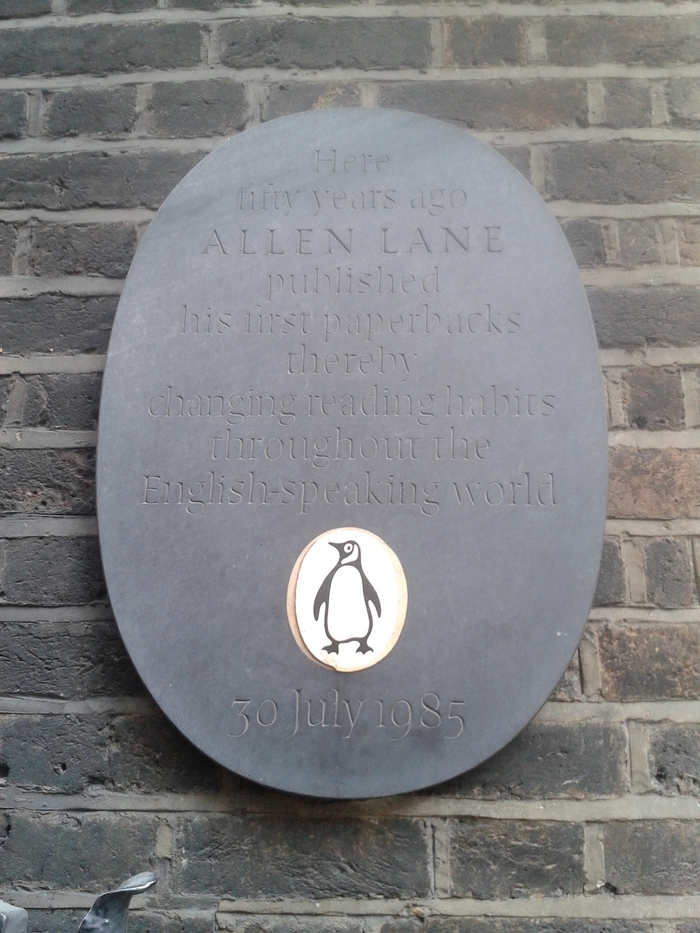 Here
fifty years ago
ALLEN LANE
published
his first paperbacks
thereby
changing reading habits
throughout the
English-speaking world
30 July 1985